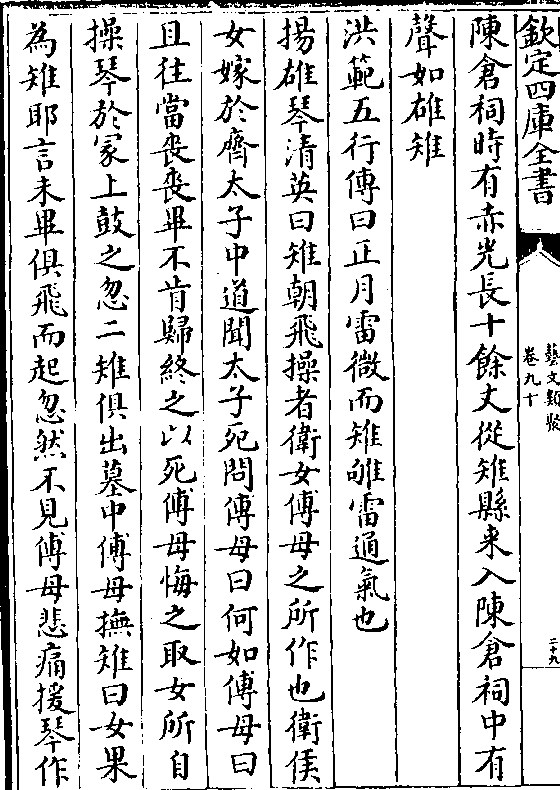 欽定四庫全書
藝文類聚
卷九十
二十九
陳倉祠時有赤光長十餘丈從雉縣來入陳倉祠中有
聲如雄雉
洪範五行傳曰正月雷微而雉雊雷通氣也
揚雄琴清英曰雉朝飛操者衛女傅母之所作也衛侯
女嫁於齊太子中道聞太子死問傅母曰何如傅母曰
且往當喪喪畢不肯歸終之以死傅母悔之取女所自
操琴於冢上鼓之忽二雉俱出墓中傅母撫雉曰女果
為雉耶言未畢俱飛而起忽然不見傅母悲痛援琴作